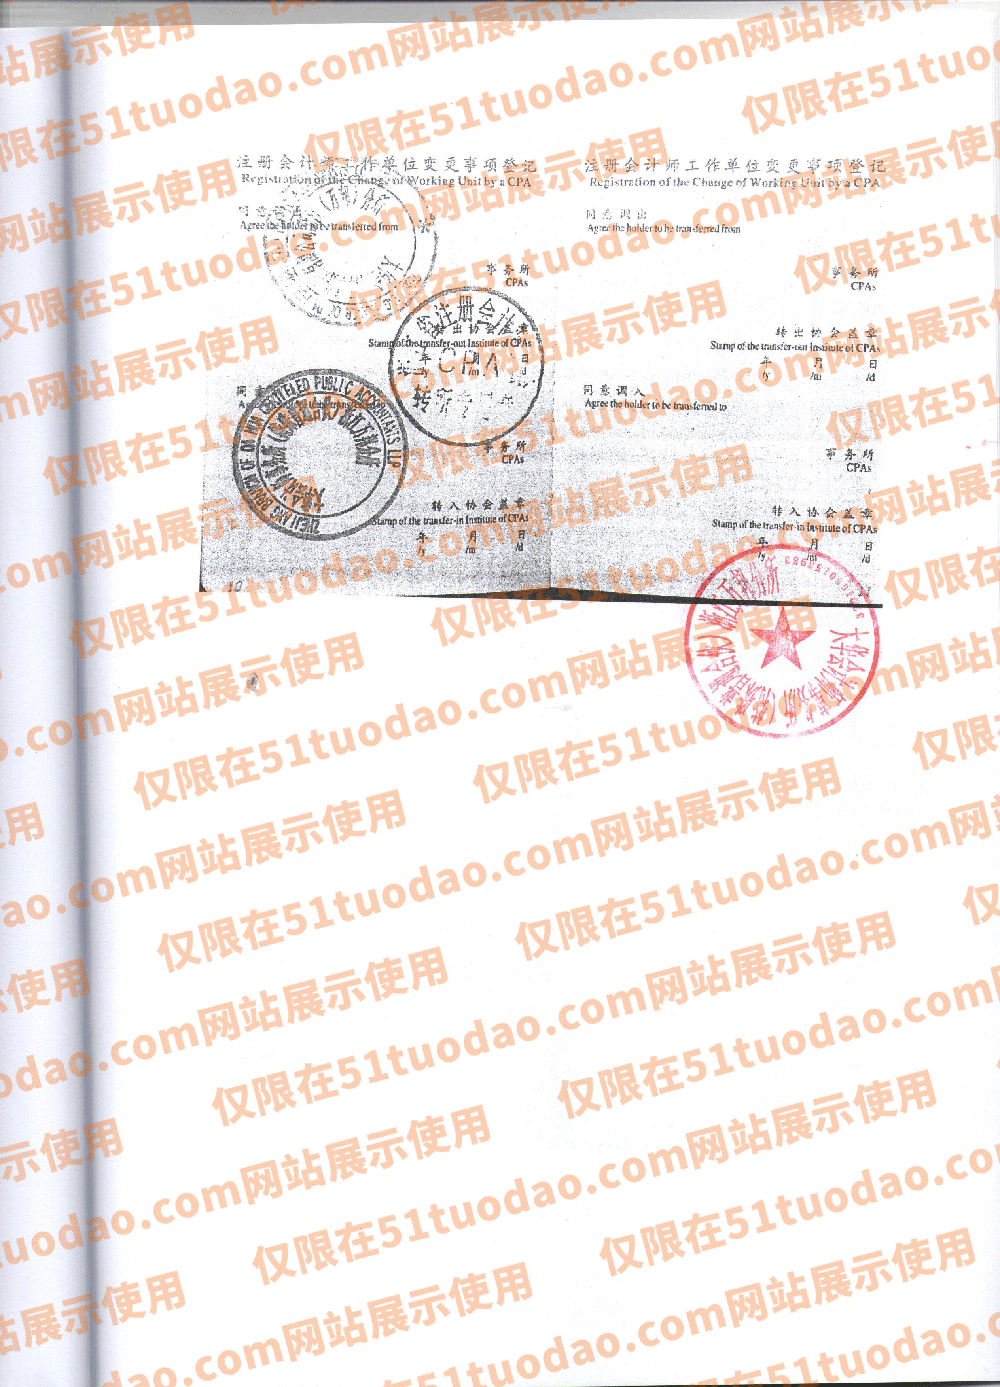 仅限在51tuodao.com网站展示使用
注册会计师工作单位变更事项登记
Registration of the Change of Working Unit by a CPA
同意调出
Agree the holder to be transferred from
事务所
CPAs
转出协会盖章
Stamp of the transfer-out Institute of CPAs
年 月 日
/y /m /d
同意调入
Agree the holder to be transferred to
事务所
CPAs
转入协会盖章
Stamp of the transfer-in Institute of CPAs
年 月 日
/y /m /d
10
注册会计师工作单位变更事项登记
Registration of the Change of Working Unit by a CPA
同意调出
Agree the holder to be transferred from
事务所
CPAs
转出协会盖章
Stamp of the transfer-out Institute of CPAs
年 月 日
/y /m /d
同意调入
Agree the holder to be transferred to
事务所
CPAs
转入协会盖章
Stamp of the transfer-in Institute of CPAs
年 月 日
/y /m /d